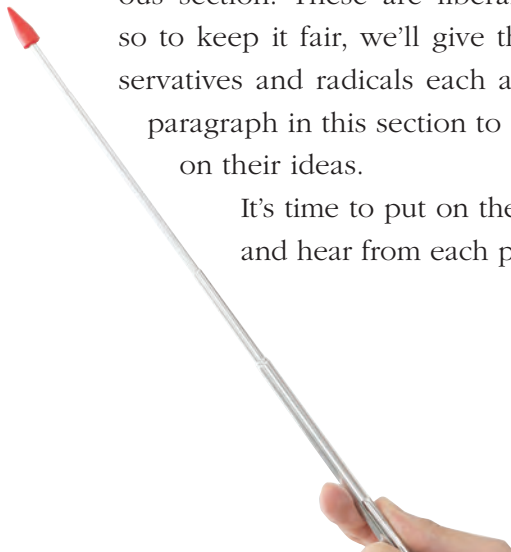 ous section. These are liberal
so to keep it fair, we'll give th
servatives and radicals each a
paragraph in this section to
on their ideas.
It's time to put on the
and hear from each p